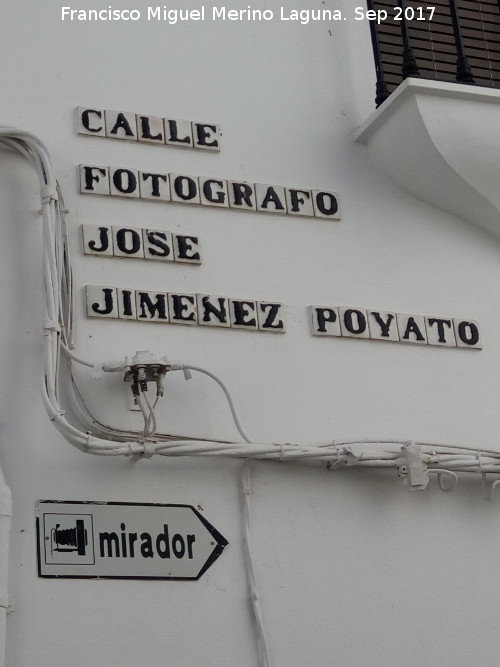 Francisco Miguel Merino Laguna. Sep 2017
CALLE
FOTOGRAFO
JOSE
JIMENEZ POYATO
mirador